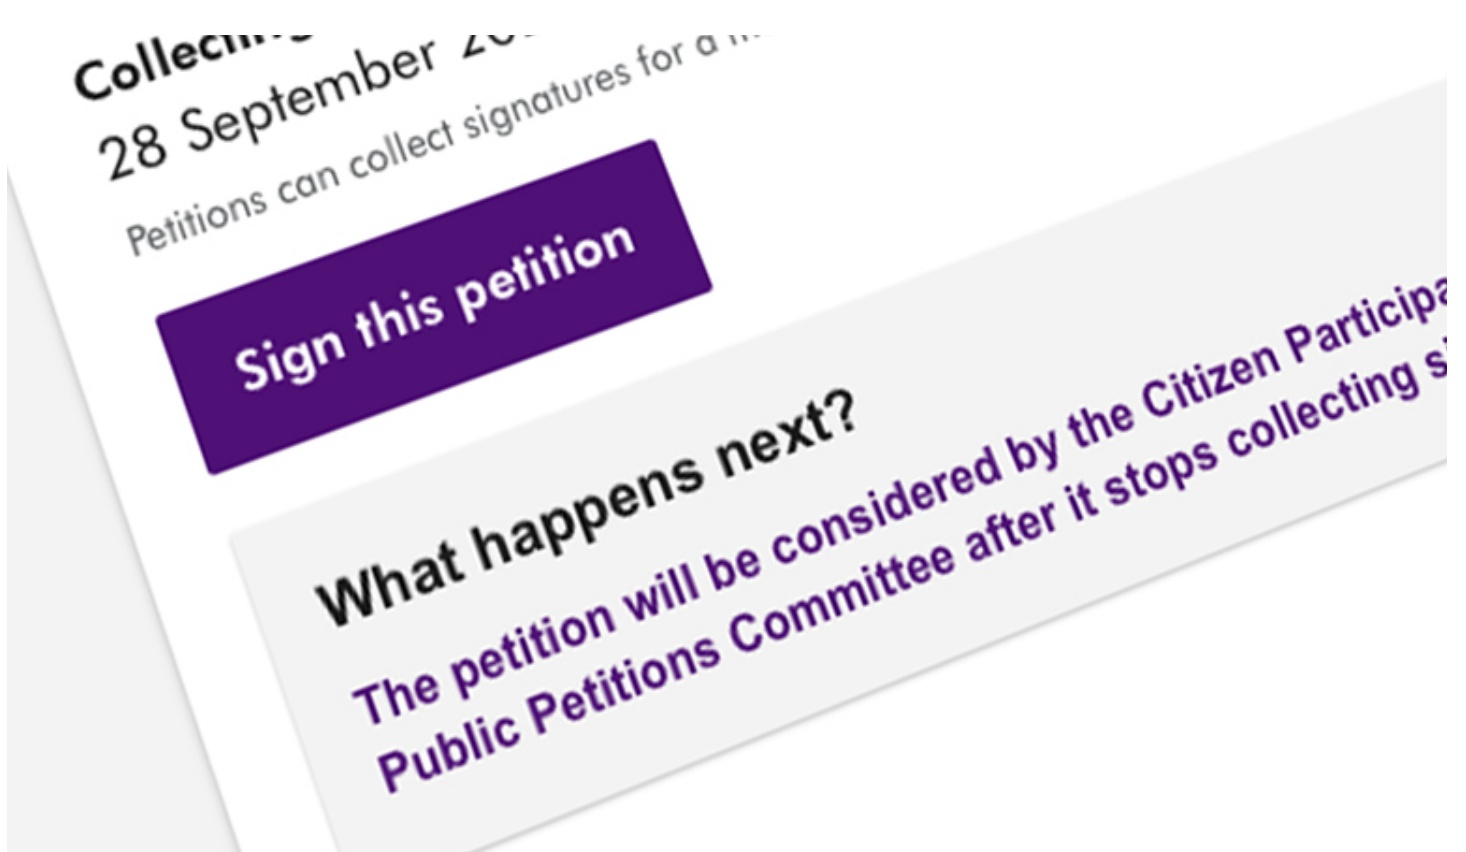 Collecting
28 September
Petitions can collect signatures for a
Sign this petition
What happens next?
The petition will be considered by the Citizen
Public Petitions Committee after it stops collecting